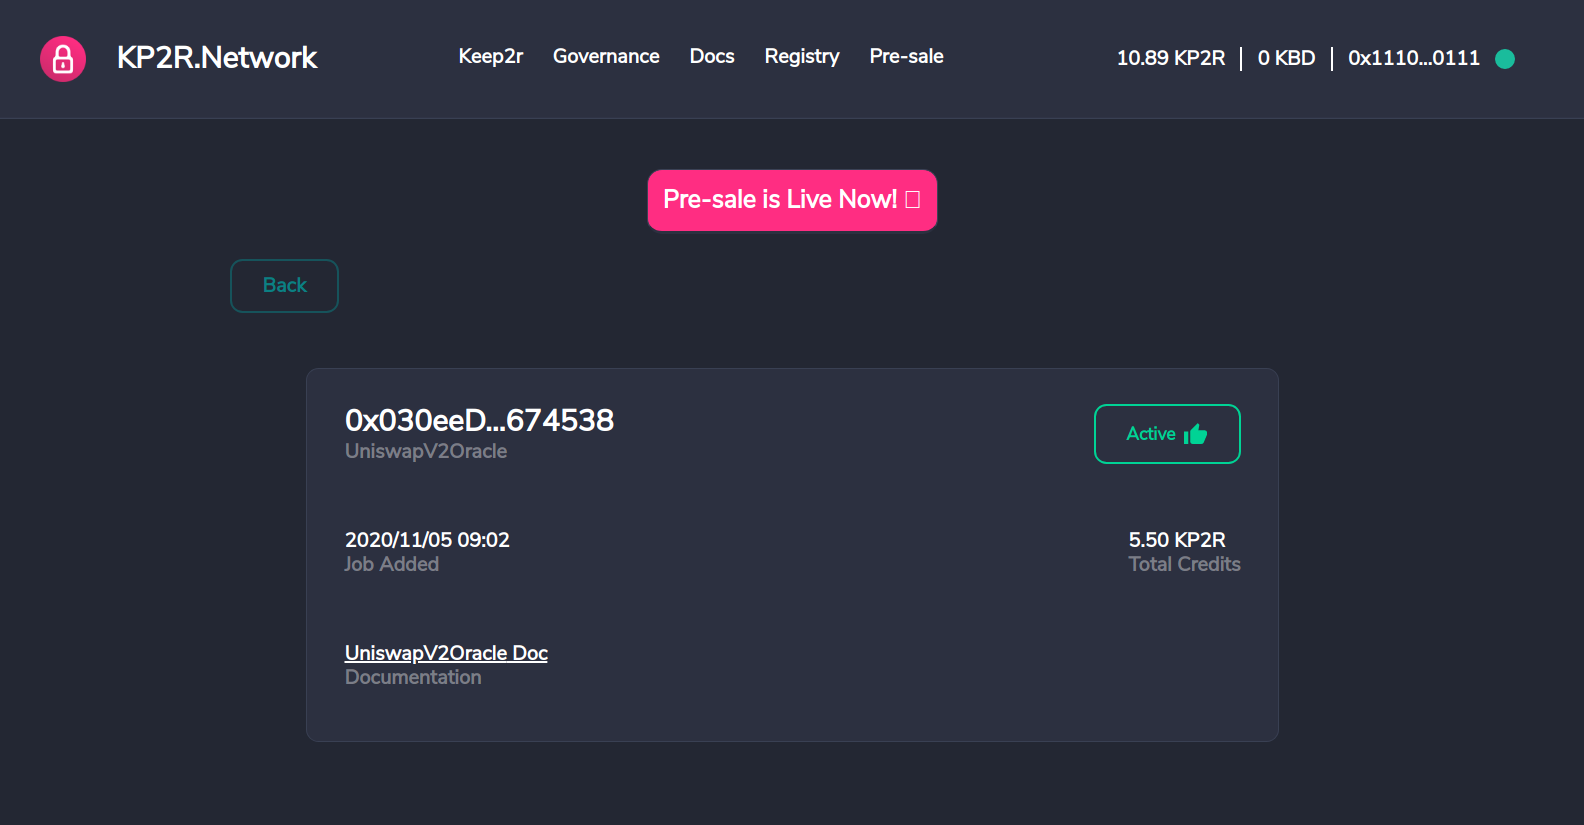 KP2R.Network
Keep2r Governance Docs Registry Pre-sale
10.89 KP2R | 0 KBD | 0x1110...0111
Pre-sale is Live Now!
Back
0x030eeD...674538
UniswapV2Oracle
Active
2020/11/05 09:02
Job Added
5.50 KP2R
Total Credits
UniswapV2Oracle Doc
Documentation